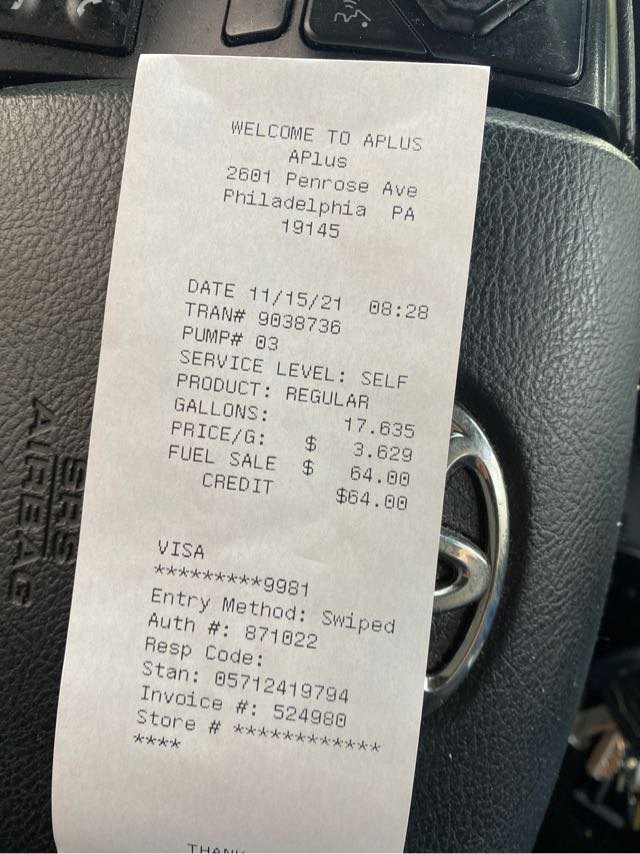 WELCOME TO APLUS
APlus
2601 Penrose Ave
Philadelphia PA
19145
DATE 11/15/21 08:28
TRAN# 9038736
PUMP# 03
SERVICE LEVEL: SELF
PRODUCT: REGULAR
GALLONS: 17.635
PRICE/G: $ 3.629
FUEL SALE $ 64.00
CREDIT $64.00
VISA
*********9981
Entry Method: Swiped
Auth #: 871022
Resp Code:
Stan: 05712419794
Invoice #: 524980
Store # ************
****
SRS
AIRBAG